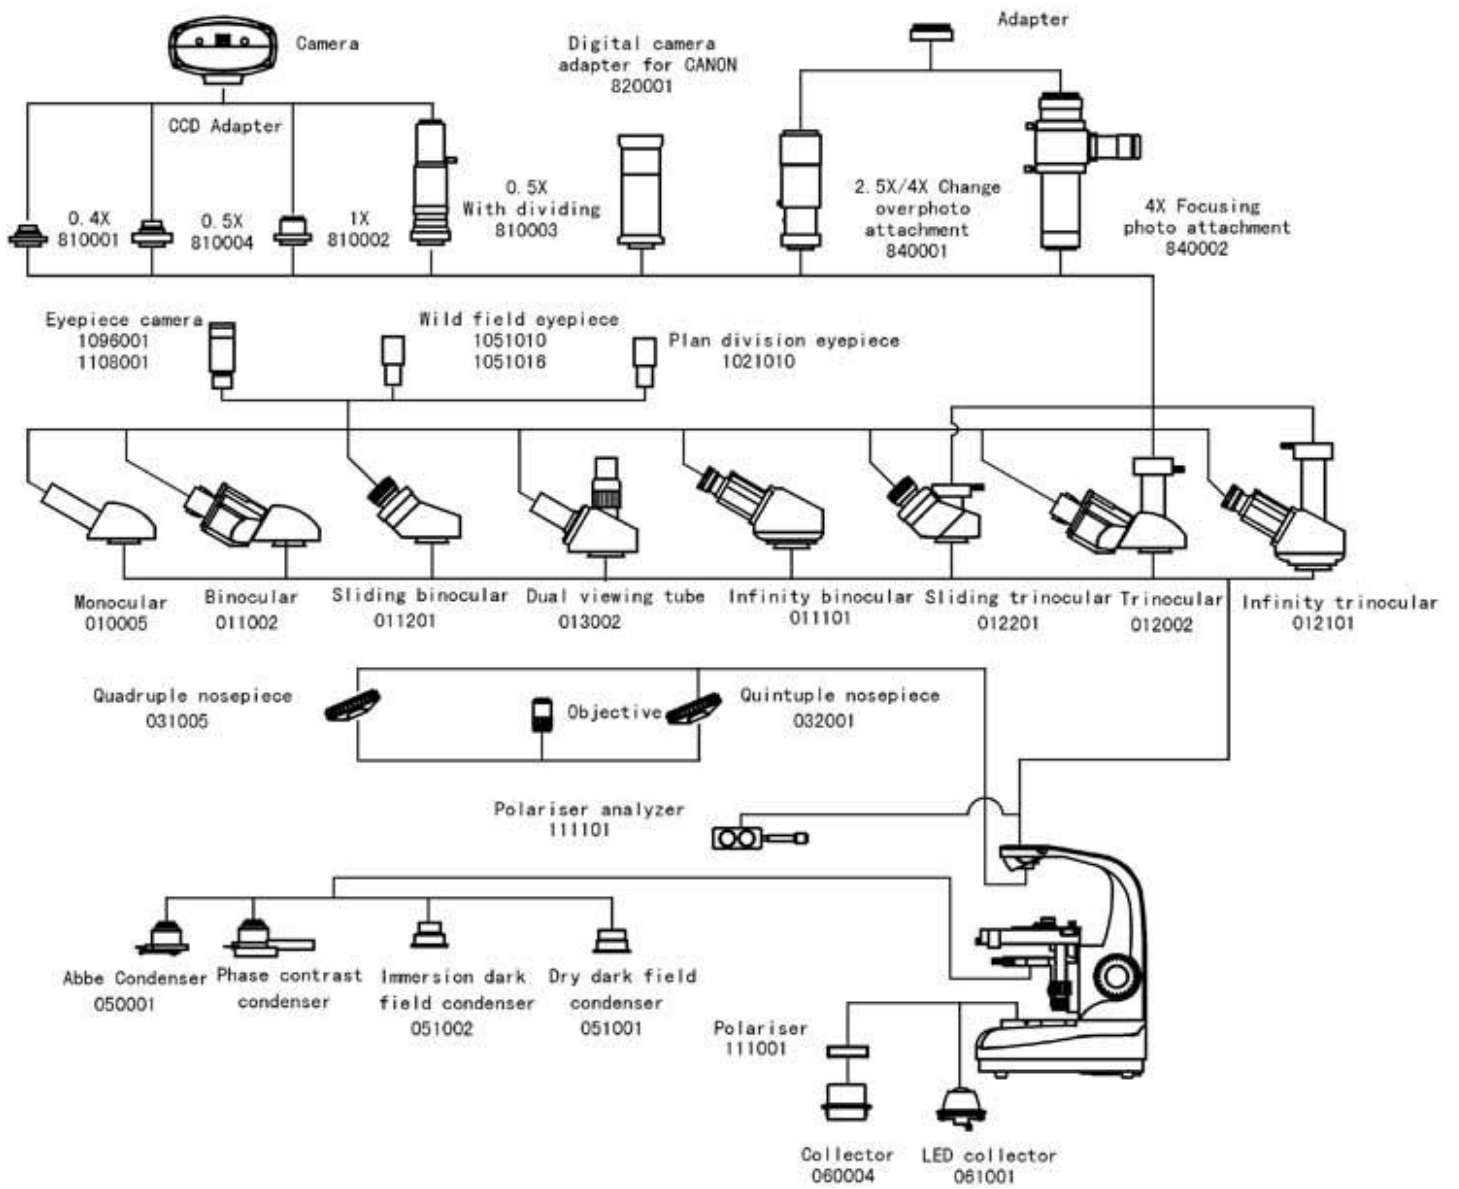 Camera
Adapter
Digital camera
adapter for CANON
820001
CCD Adapter
0.4X
810001
0.5X
810004
1X
810002
0.5X
With dividing
810003
2.5X/4X Change
overphoto
attachment
840001
4X Focusing
photo attachment
840002
Eyepiece camera
1096001
1108001
Wild field eyepiece
1051010
1051016
Plan division eyepiece
1021010
Monocular
010005
Binocular
011002
Sliding binocular
011201
Dual viewing tube
013002
Infinity binocular
011101
Sliding trinocular
012201
Trinocular
012002
Infinity trinocular
012101
Quadruple nosepiece
031005
Objective
Quintuple nosepiece
032001
Polariser analyzer
111101
Abbe Condenser
050001
Phase contrast
condenser
Immersion dark
field condenser
051002
Dry dark field
condenser
051001
Polariser
111001
Collector
060004
LED collector
061001